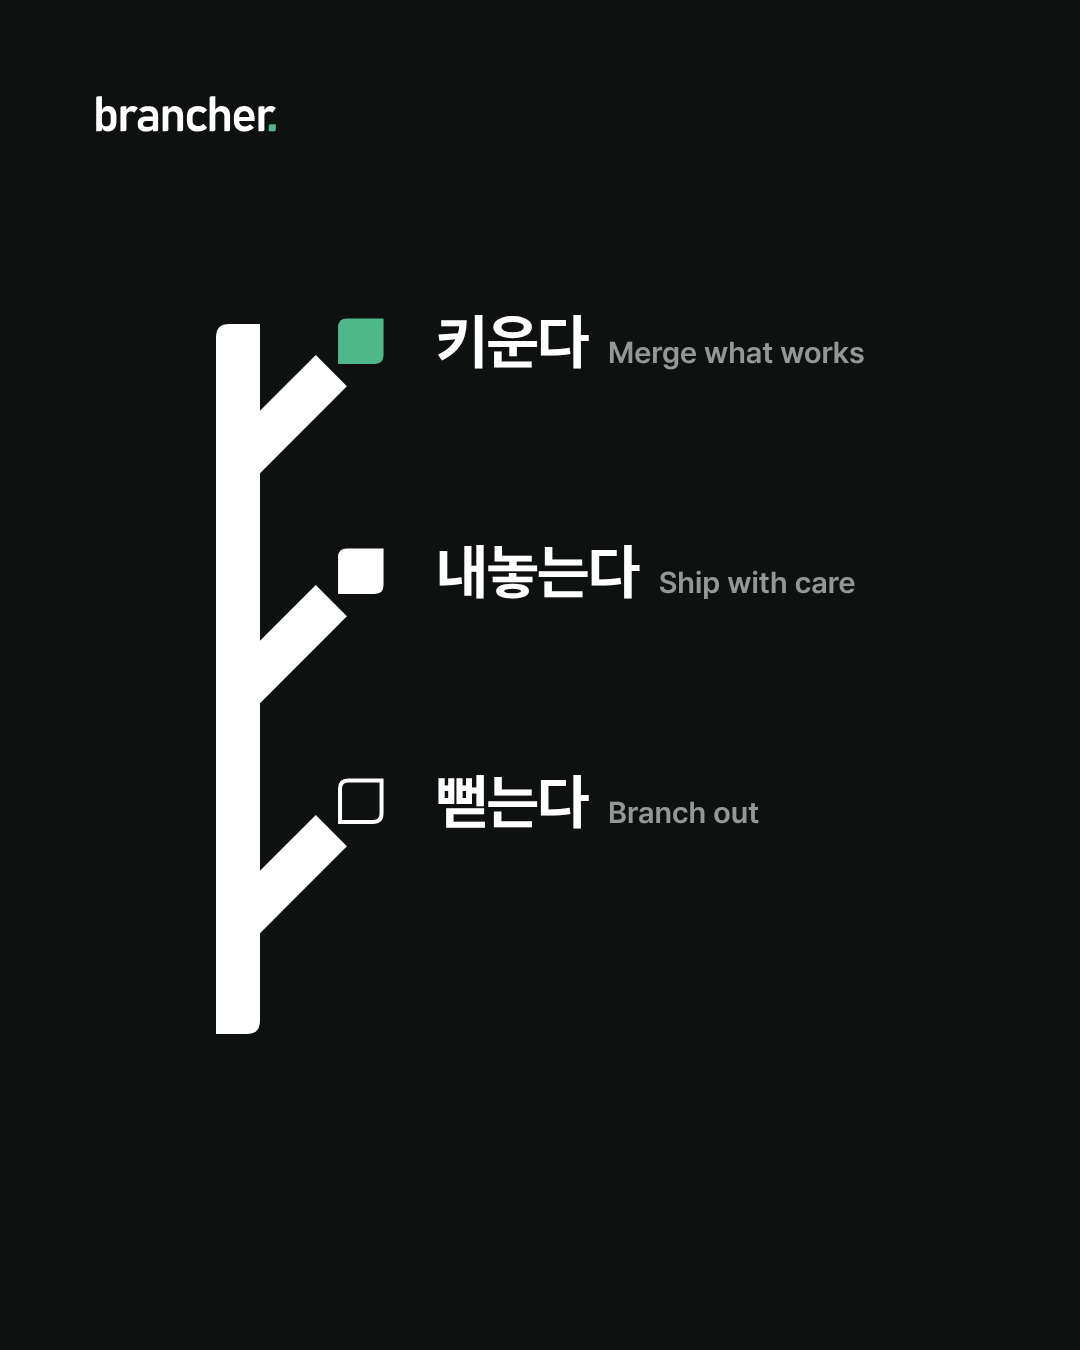 brancher.
키운다 Merge what works
내놓는다 Ship with care
뻗는다 Branch out